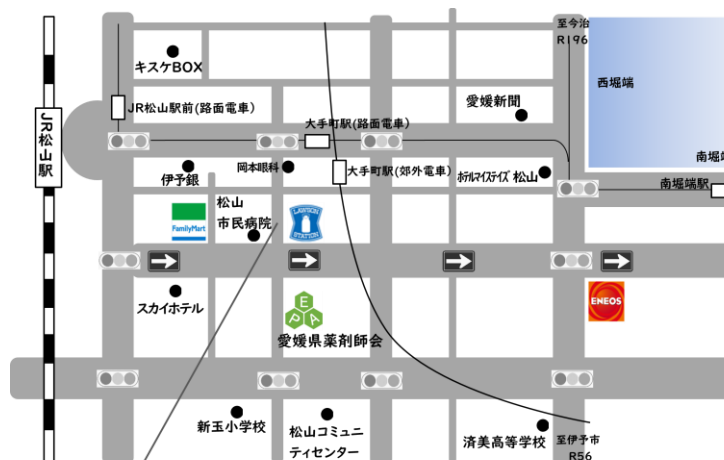 至今治
R196
キスケBOX
西堀端
JR松山駅前(路面電車)
愛媛新聞
大手町駅(路面電車)
JR松山駅
南堀端
伊予銀
岡本眼科
大手町駅(郊外電車)
ホテルマイステイズ 松山
南堀端駅
松山
市民病院
FamilyMart
LAWSON
STATION
スカイホテル
ENEOS
E
P A
愛媛県薬剤師会
新玉小学校
松山コミュニ
ティセンター
済美高等学校
至伊予市
R56